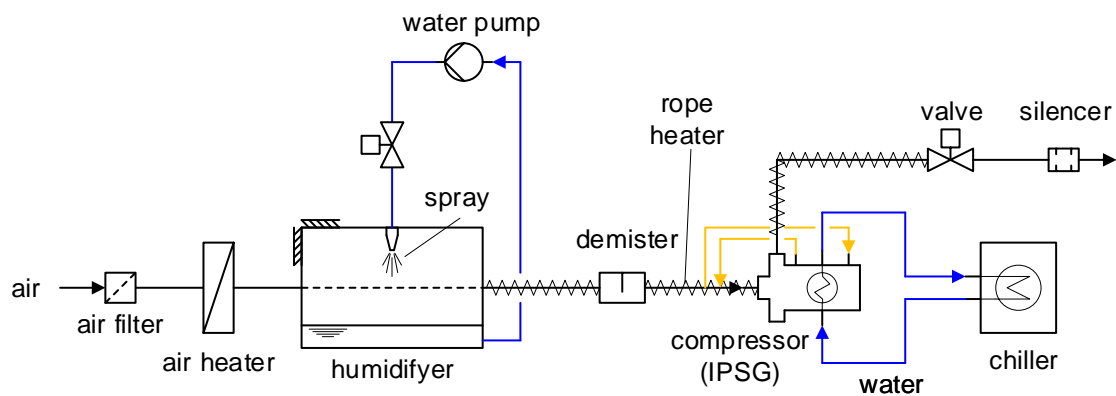 water pump
rope
heater
valve
silencer
spray
demister
air
air filter
air heater
humidifyer
compressor
(IPSG)
water
chiller